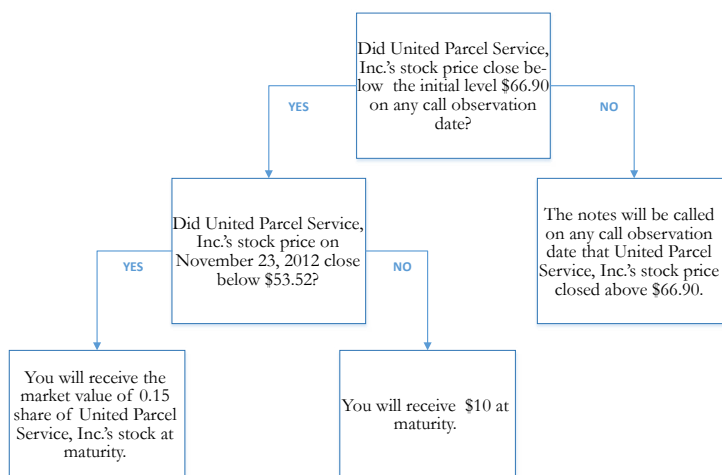 Did United Parcel Service,
Inc.'s stock price close be-
low the initial level $66.90
on any call observation
date?
YES
NO
Did United Parcel Service,
Inc.'s stock price on
November 23, 2012 close
below $53.52?
The notes will be called
on any call observation
date that United Parcel
Service, Inc.'s stock price
closed above $66.90.
YES
NO
You will receive the
market value of 0.15
share of United Parcel
Service, Inc.'s stock at
maturity.
You will receive $10 at
maturity.